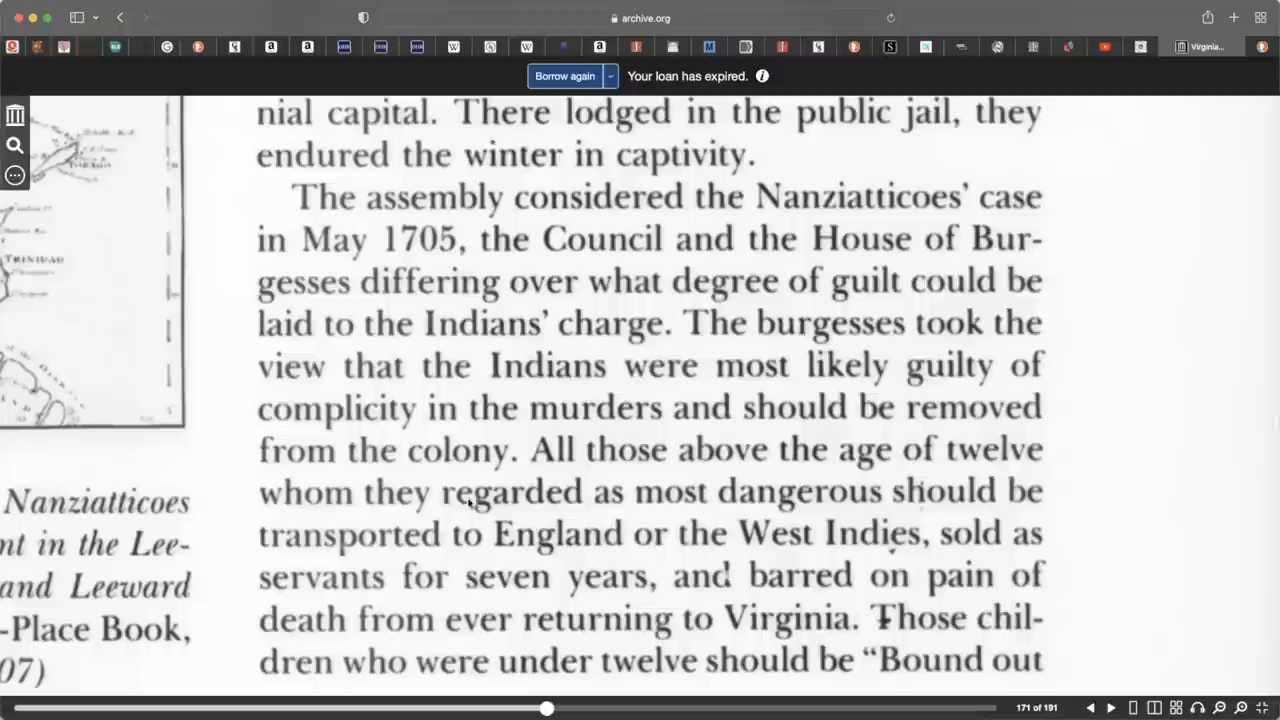 archive.org
Virginia...
Borrow again
Your loan has expired.
nial capital. There lodged in the public jail, they
endured the winter in captivity.
The assembly considered the Nanziatticoes' case
in May 1705, the Council and the House of Bur-
gesses differing over what degree of guilt could be
laid to the Indians' charge. The burgesses took the
view that the Indians were most likely guilty of
complicity in the murders and should be removed
from the colony. All those above the age of twelve
whom they regarded as most dangerous should be
transported to England or the West Indies, sold as
servants for seven years, and barred on pain of
death from ever returning to Virginia. Those chil-
dren who were under twelve should be “Bound out
TRINIDAD
Nanziatticoes
nt in the Lee-
and Leeward
-Place Book,
07)
171 of 191